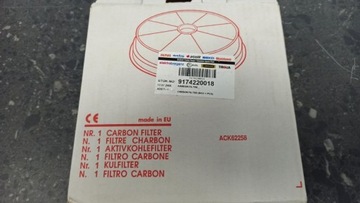 9174220018
CE
made in EU
NR. 1 CARBON FILTER
N. 1 FILTRE CHARBON
Nr. 1 AKTIVKOHLEFILTER
N. 1 FILTRO CARBONE
Nr. 1 KULFILTER
N. 1 FILTRO CARBON
ACK62256